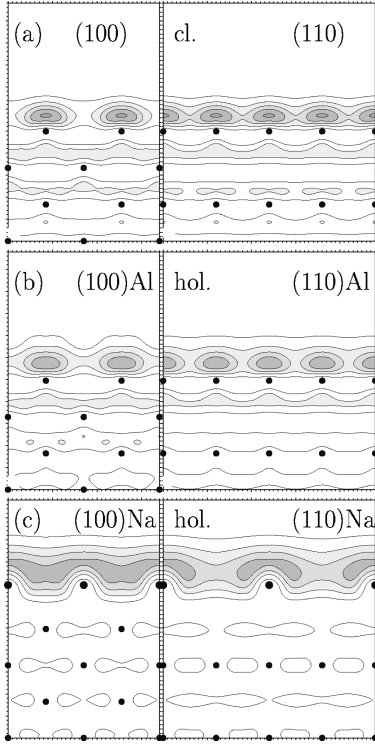 (a) (100) cl. (110)
(b) (100)Al hol. (110)Al
(c) (100)Na hol. (110)Na